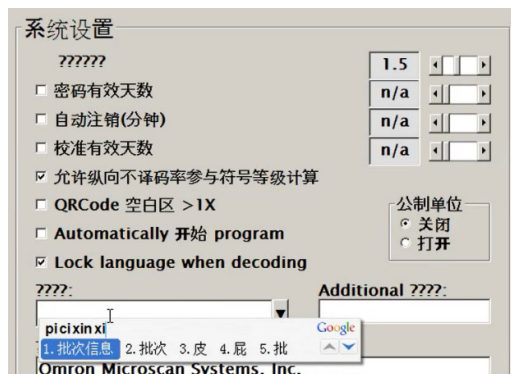 系统设置
?????? 1.5
密码有效天数 n/a
自动注销(分钟) n/a
校准有效天数 n/a
允许纵向不译码率参与符号等级计算
QRCode 空白区 >1X
公制单位
关闭
打开
Automatically 开始 program
Lock language when decoding
????:
Additional ????:
picixinxi
Google
1.批次信息 2.批次 3.皮 4.屁 5.批
Omron Microscan Systems, Inc.